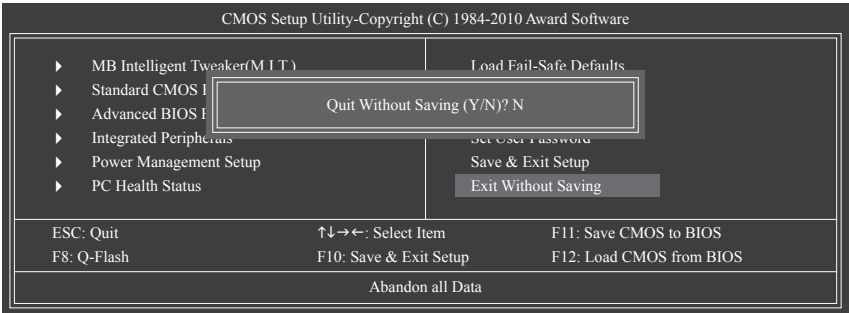 CMOS Setup Utility-Copyright (C) 1984-2010 Award Software
MB Intelligent Tweaker(M.I.T.)
Standard CMOS
Advanced BIOS
Integrated Peripherals
Power Management Setup
PC Health Status
Load Fail-Safe Defaults
Set User Password
Save & Exit Setup
Exit Without Saving
Quit Without Saving (Y/N)? N
ESC: Quit
↑↓→←: Select Item
F11: Save CMOS to BIOS
F8: Q-Flash
F10: Save & Exit Setup
F12: Load CMOS from BIOS
Abandon all Data